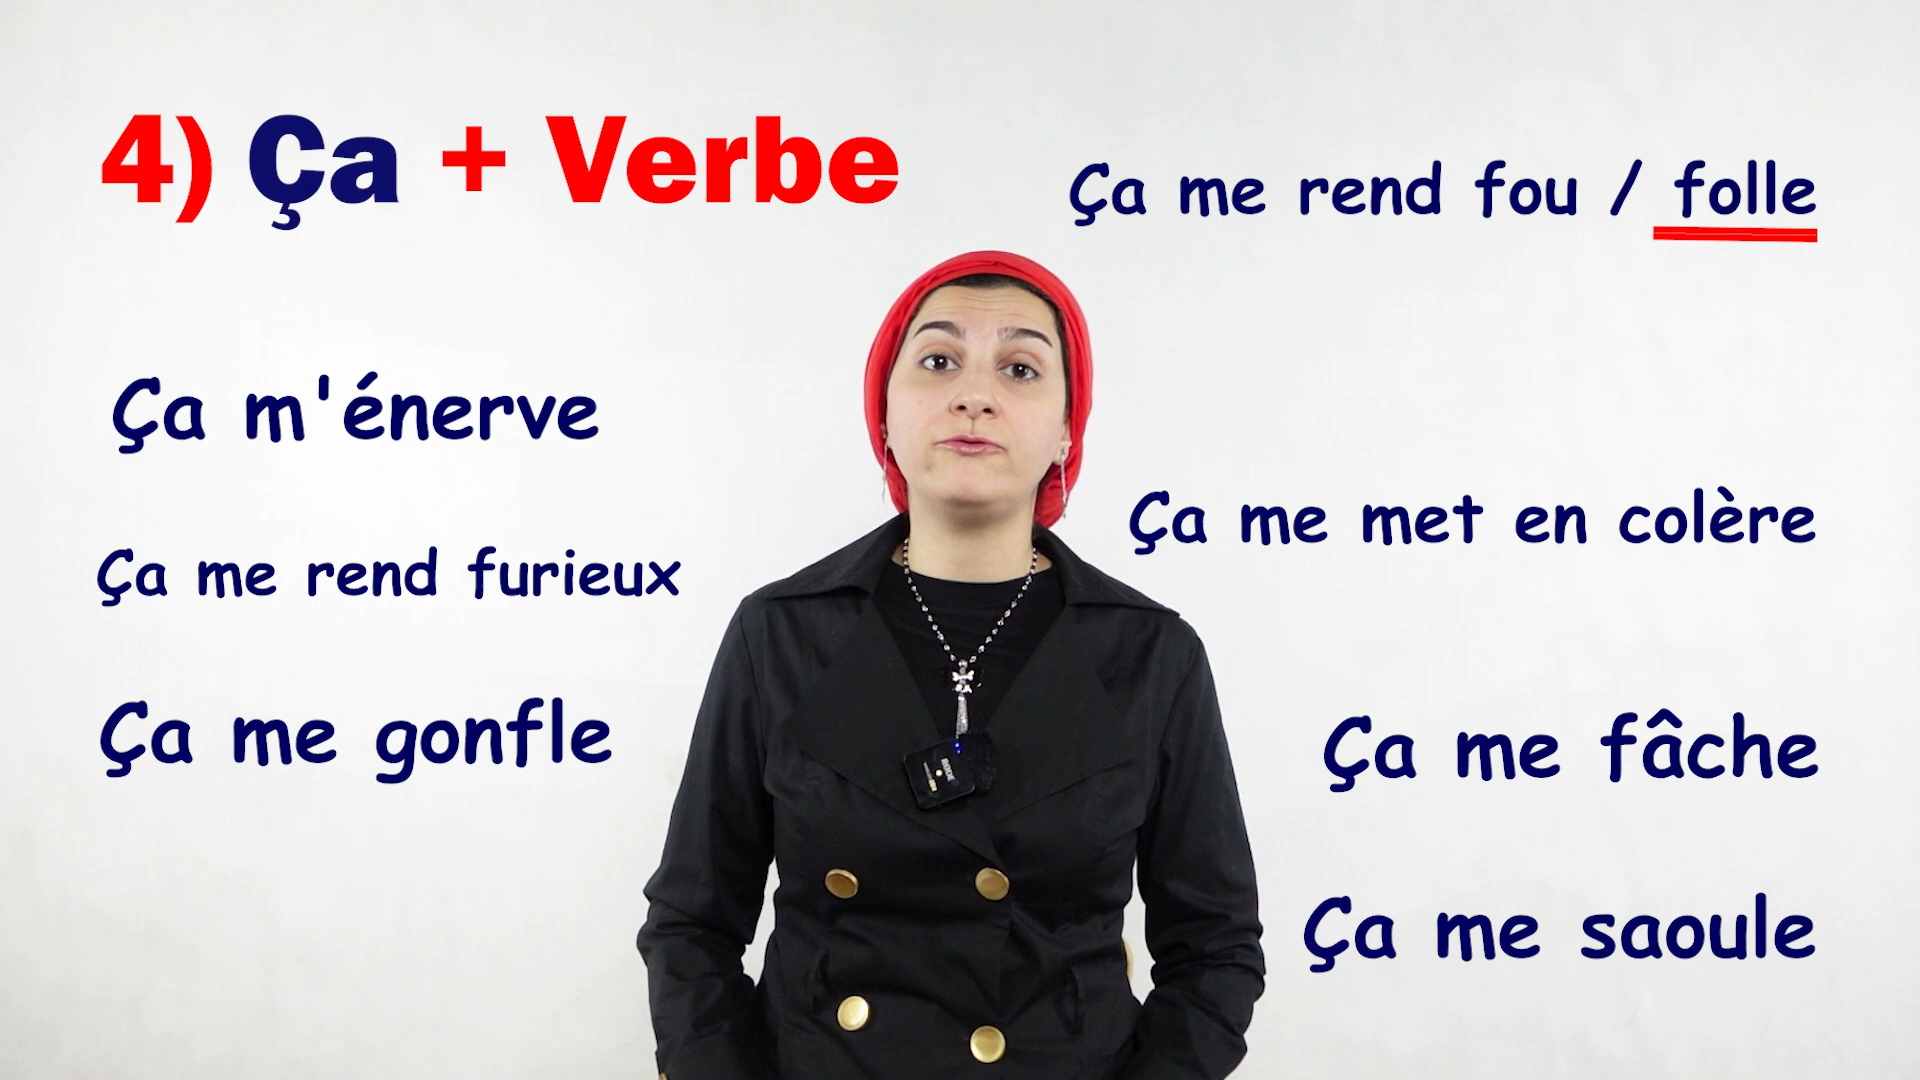 4) Ça + Verbe
Ça me rend fou / folle
Ça m'énerve
Ça me rend furieux
Ça me gonfle
Ça me met en colère
Ça me fâche
Ça me saoule
RODE